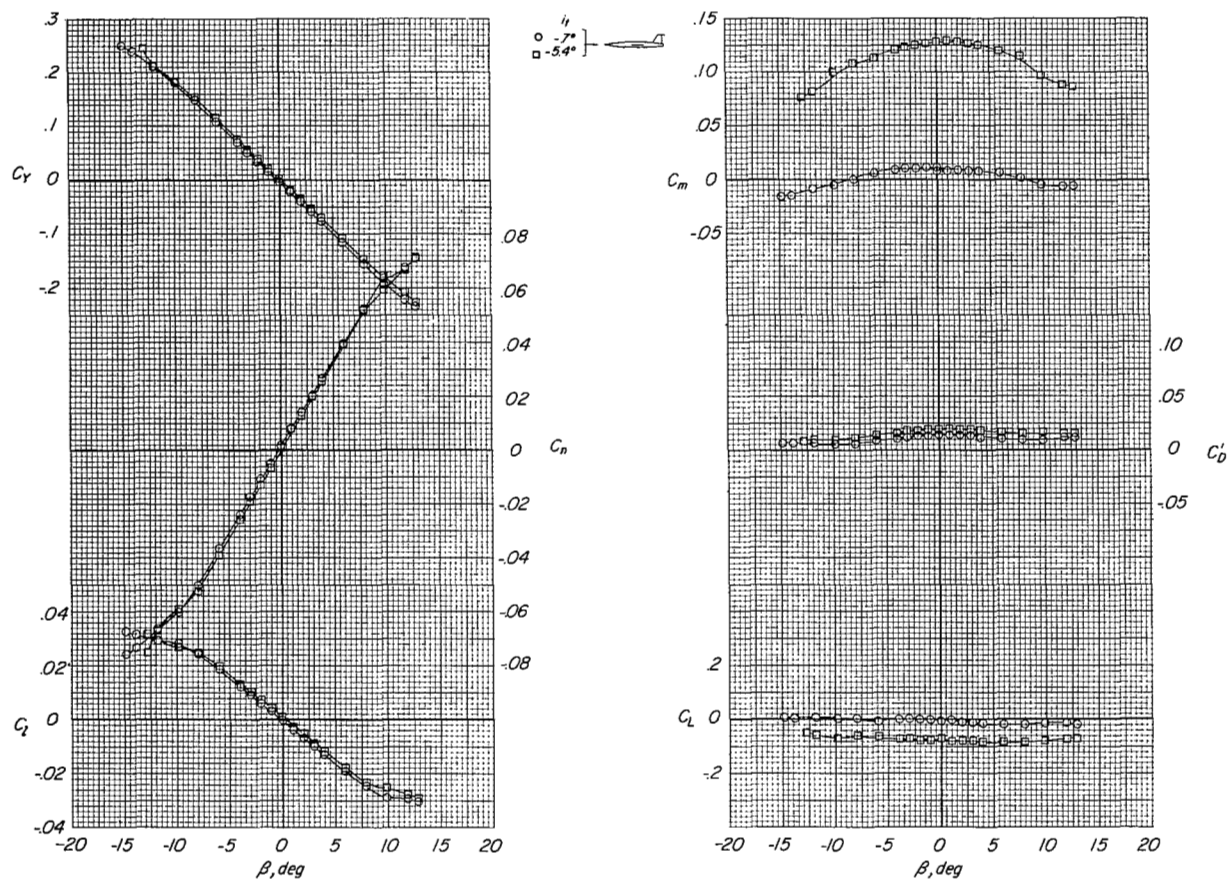 i_t
○ -.7°
□ -5.4°
.3
.2
.1
C_Y 0
-.1
-.2
.08
.06
.04
.02
0 C_n
-.02
-.04
-.06
-.08
.04
.02
C_l 0
-.02
-.04
-20 -15 -10 -5 0 5 10 15 20
β, deg
.15
.10
.05
C_m 0
-.05
.10
.05
0 C'_D
-.05
.2
C_L 0
-.2
-20 -15 -10 -5 0 5 10 15 20
β, deg